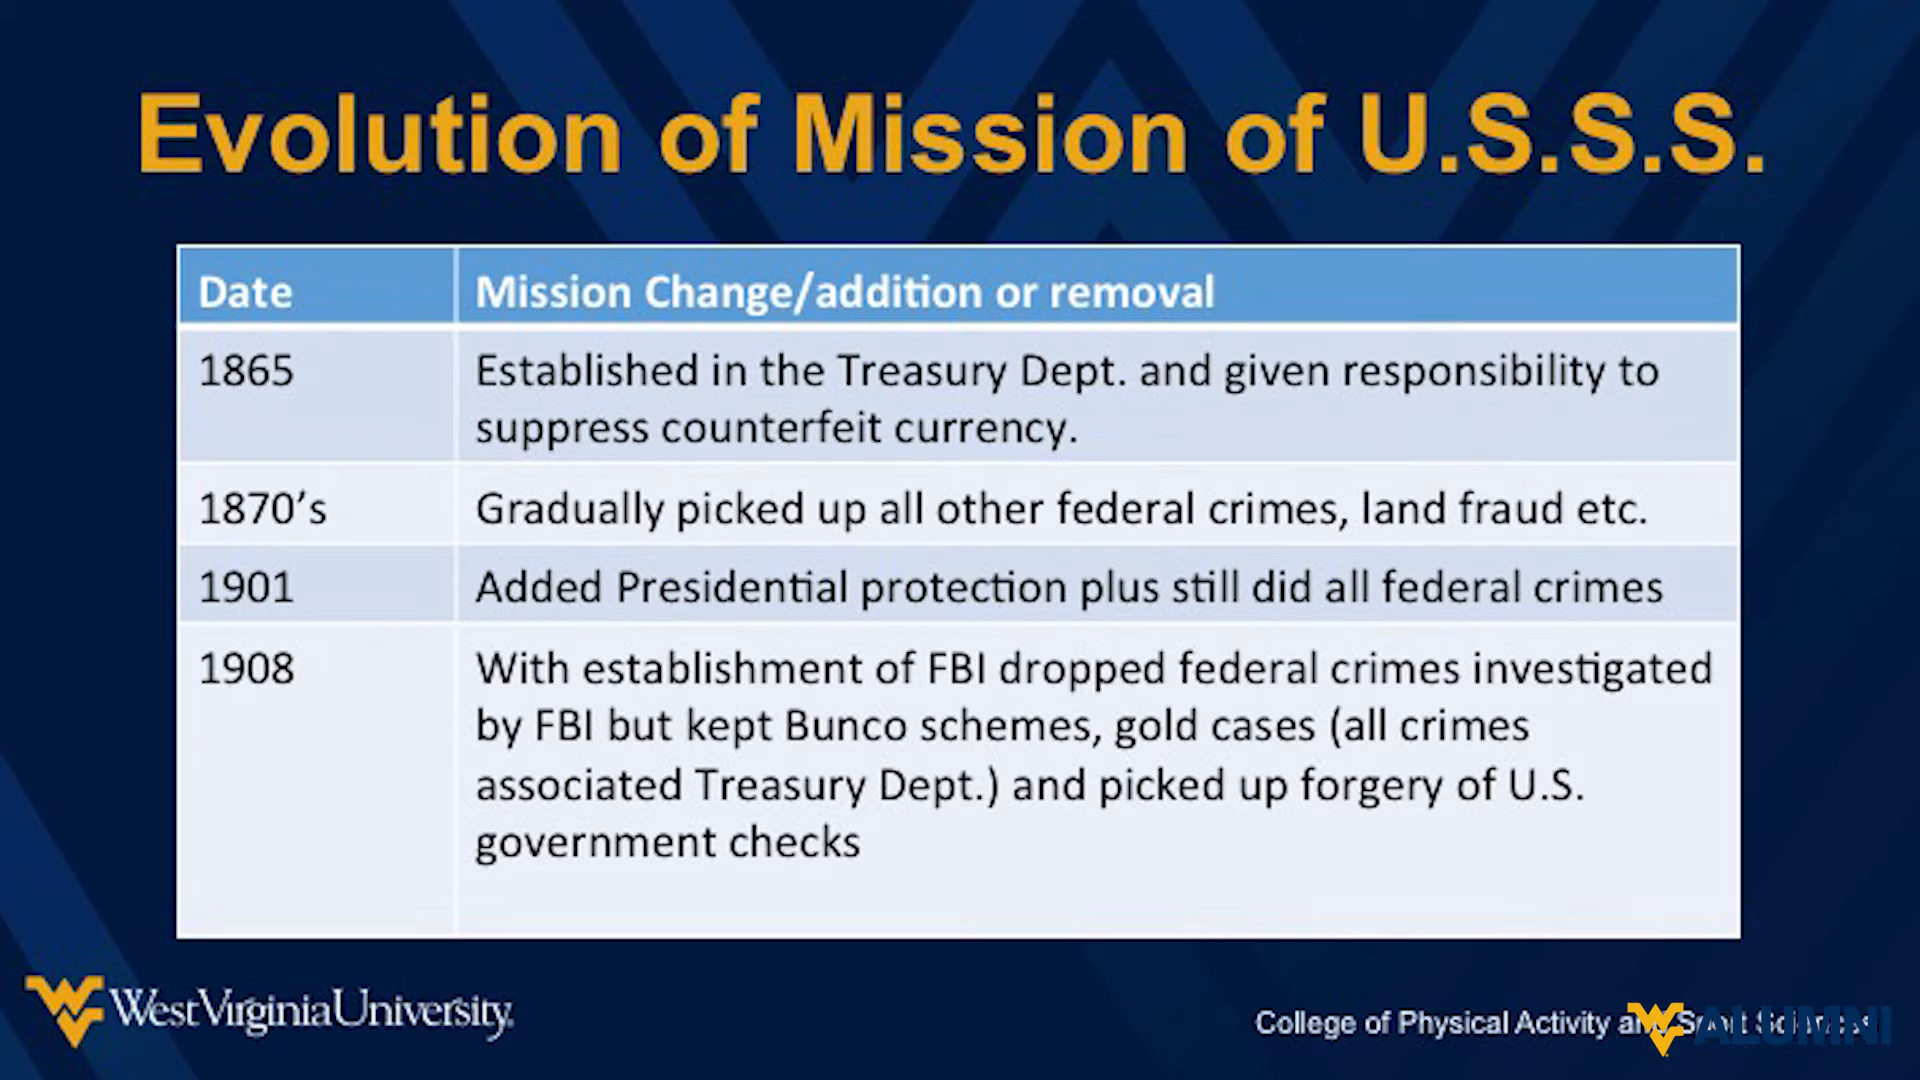 Evolution of Mission of U.S.S.S.
Date
Mission Change/addition or removal
1865
Established in the Treasury Dept. and given responsibility to
suppress counterfeit currency.
1870’s
Gradually picked up all other federal crimes, land fraud etc.
1901
Added Presidential protection plus still did all federal crimes
1908
With establishment of FBI dropped federal crimes investigated
by FBI but kept Bunco schemes, gold cases (all crimes
associated Treasury Dept.) and picked up forgery of U.S.
government checks
WestVirginiaUniversity.
College of Physical Activity and Sport Sciences
ALUMNI